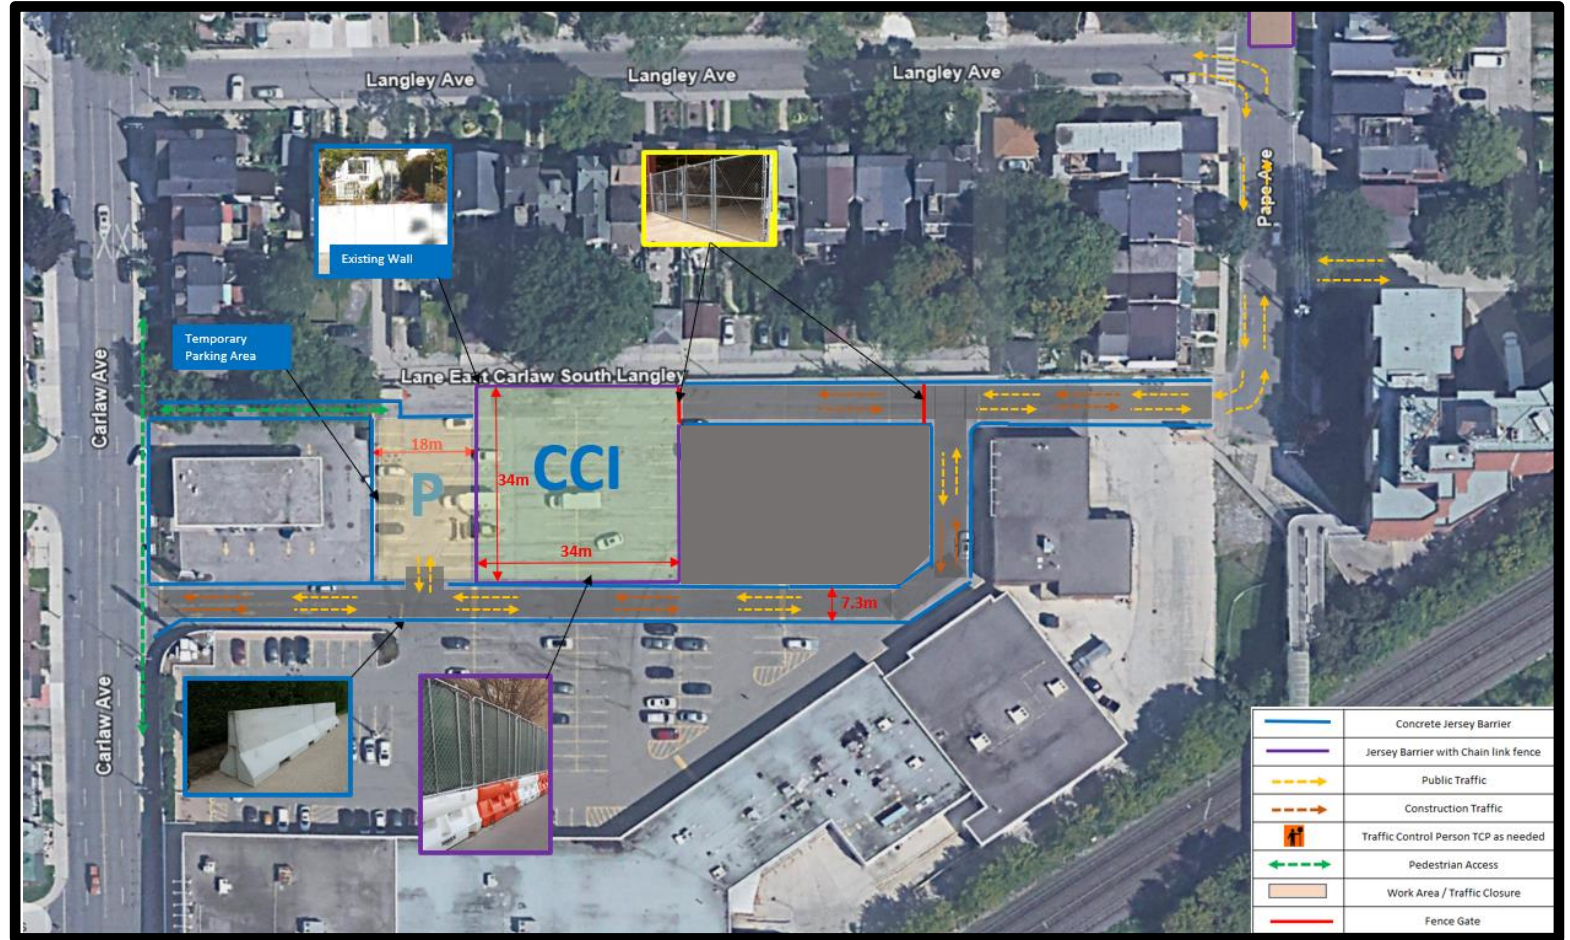 Langley Ave
Langley Ave
Langley Ave
Pape Ave
Existing Wall
Temporary
Parking Area
Lane East Carlaw South Langley
Carlaw Ave
18m
P
34m
CCI
34m
7.3m
Carlaw Ave
Concrete Jersey Barrier
Jersey Barrier with Chain link fence
Public Traffic
Construction Traffic
Traffic Control Person TCP as needed
Pedestrian Access
Work Area / Traffic Closure
Fence Gate